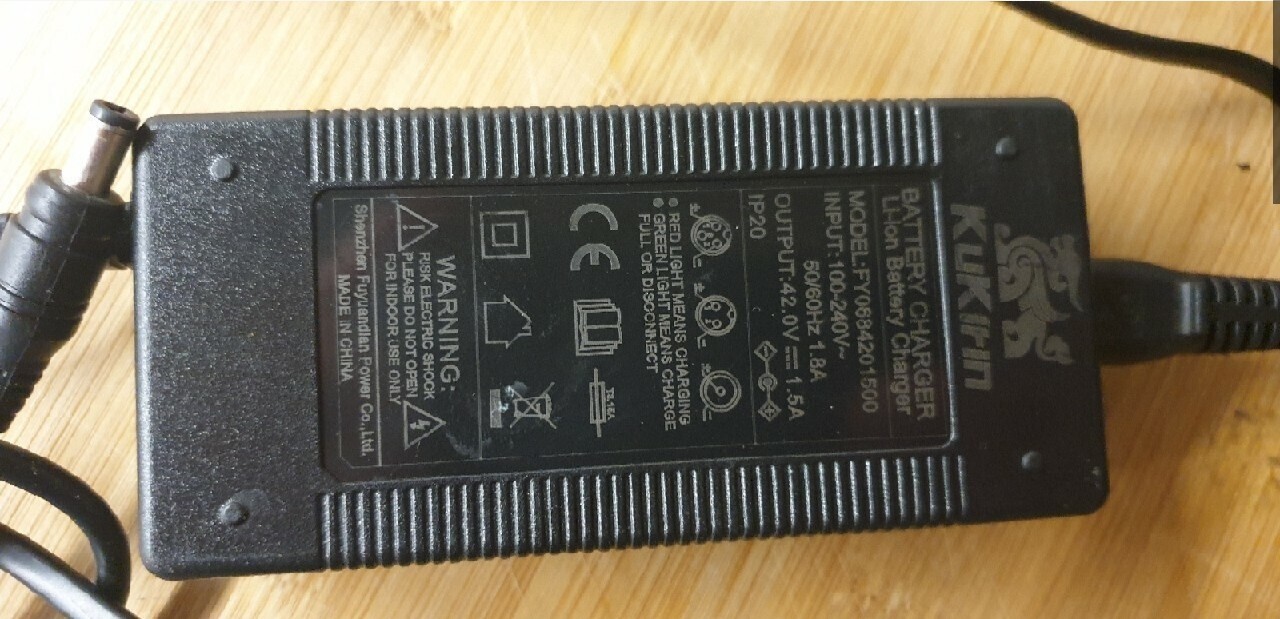 KUKIRIN
BATTERY CHARGER
Li-ion Battery Charger
MODEL:FY0684201500
INPUT:100-240V~
50/60Hz 1.8A
OUTPUT:42.0V⎓1.5A
IP20
RED LIGHT MEANS CHARGING
GREEN LIGHT MEANS CHARGE
FULL OR DISCONNECT
CE
WARNING:
RISK ELECTRIC SHOCK
PLEASE DO NOT OPEN
FOR INDOOR USE ONLY
Shenzhen Fuyuandian Power Co.,Ltd.
MADE IN CHINA